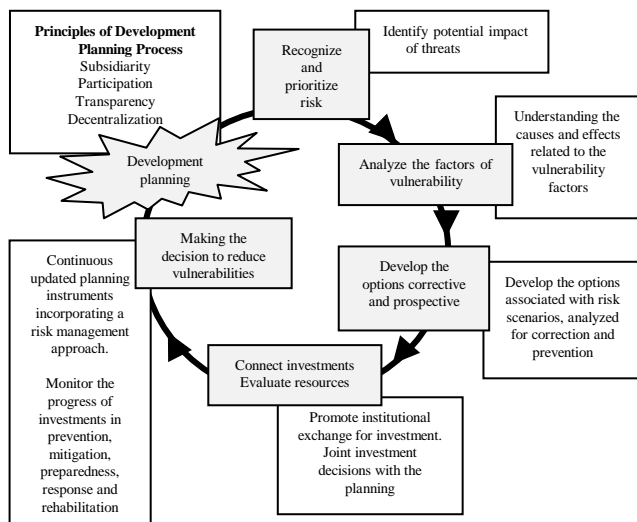 Principles of Development
Planning Process
Subsidiarity
Participation
Transparency
Decentralization
Recognize
and
prioritize
risk
Identify potential impact
of threats
Development
planning
Analyze the factors of
vulnerability
Understanding the
causes and effects
related to the
vulnerability
factors
Making the
decision to reduce
vulnerabilities
Develop the
options corrective
and prospective
Continuous
updated planning
instruments
incorporating a
risk management
approach.
Monitor the
progress of
investments in
prevention,
mitigation,
preparedness,
response and
rehabilitation
Develop the options
associated with risk
scenarios, analyzed
for correction and
prevention
Connect investments
Evaluate resources
Promote institutional
exchange for investment.
Joint investment
decisions with the
planning